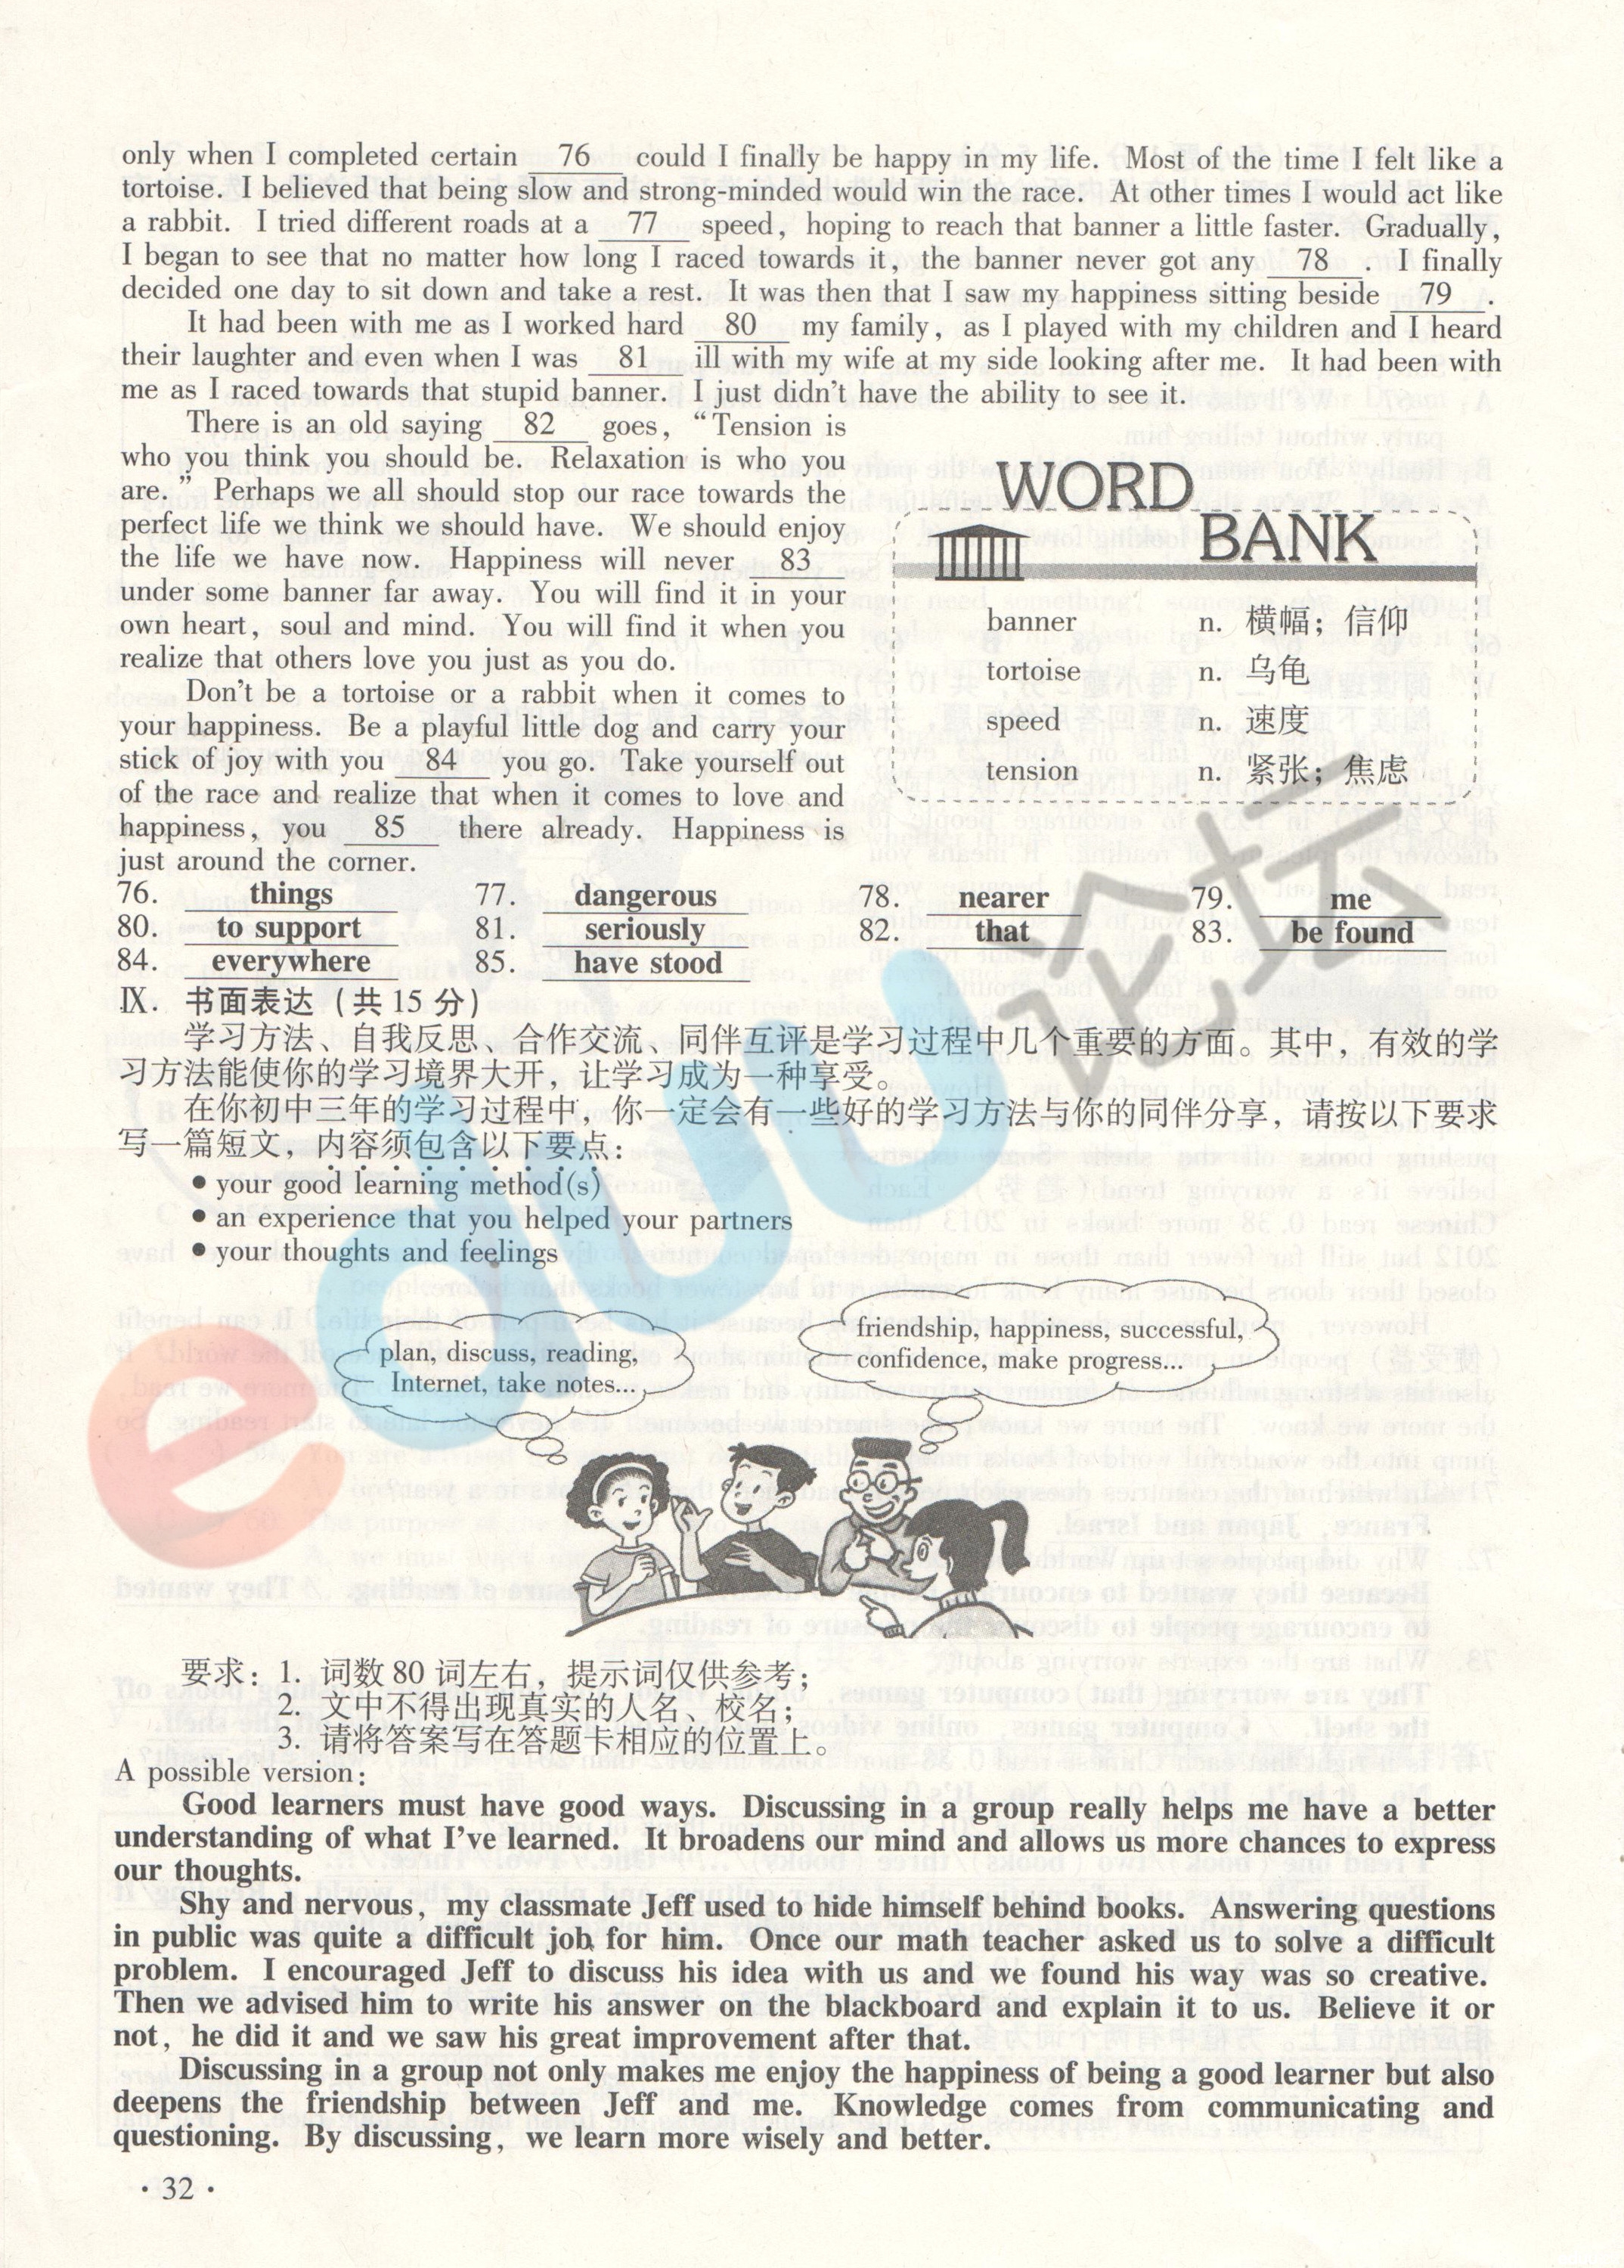 only when I completed certain 76 could I finally be happy in my life. Most of the time I felt like a
tortoise. I believed that being slow and strong-minded would win the race. At other times I would act like
a rabbit. I tried different roads at a 77 speed, hoping to reach that banner a little faster. Gradually,
I began to see that no matter how long I raced towards it, the banner never got any 78 . I finally
decided one day to sit down and take a rest. It was then that I saw my happiness sitting beside 79 .
It had been with me as I worked hard 80 my family, as I played with my children and I heard
their laughter and even when I was 81 ill with my wife at my side looking after me. It had been with
me as I raced towards that stupid banner. I just didn't have the ability to see it.
There is an old saying 82 goes, “Tension is
who you think you should be. Relaxation is who you
are.” Perhaps we all should stop our race towards the
perfect life we think we should have. We should enjoy
the life we have now. Happiness will never 83
under some banner far away. You will find it in your
own heart, soul and mind. You will find it when you
realize that others love you just as you do.
Don't be a tortoise or a rabbit when it comes to
your happiness. Be a playful little dog and carry your
stick of joy with you 84 you go. Take yourself out
of the race and realize that when it comes to love and
happiness, you 85 there already. Happiness is
just around the corner.
WORD
BANK
banner n. 横幅；信仰
tortoise n. 乌龟
speed n. 速度
tension n. 紧张；焦虑
76. things 77. dangerous 78. nearer 79. me
80. to support 81. seriously 82. that 83. be found
84. everywhere 85. have stood
Ⅸ. 书面表达（共 15 分）
学习方法、自我反思、合作交流、同伴互评是学习过程中几个重要的方面。其中，有效的学
习方法能使你的学习境界大开，让学习成为一种享受。
在你初中三年的学习过程中，你一定会有一些好的学习方法与你的同伴分享，请按以下要求
写一篇短文，内容须包含以下要点：
● your good learning method(s)
● an experience that you helped your partners
● your thoughts and feelings
plan, discuss, reading,
Internet, take notes...
friendship, happiness, successful,
confidence, make progress...
要求：1. 词数 80 词左右，提示词仅供参考；
2. 文中不得出现真实的人名、校名；
3. 请将答案写在答题卡相应的位置上。
A possible version:
Good learners must have good ways. Discussing in a group really helps me have a better
understanding of what I've learned. It broadens our mind and allows us more chances to express
our thoughts.
Shy and nervous, my classmate Jeff used to hide himself behind books. Answering questions
in public was quite a difficult job for him. Once our math teacher asked us to solve a difficult
problem. I encouraged Jeff to discuss his idea with us and we found his way was so creative.
Then we advised him to write his answer on the blackboard and explain it to us. Believe it or
not, he did it and we saw his great improvement after that.
Discussing in a group not only makes me enjoy the happiness of being a good learner but also
deepens the friendship between Jeff and me. Knowledge comes from communicating and
questioning. By discussing, we learn more wisely and better.
· 32 ·
eduu 论坛